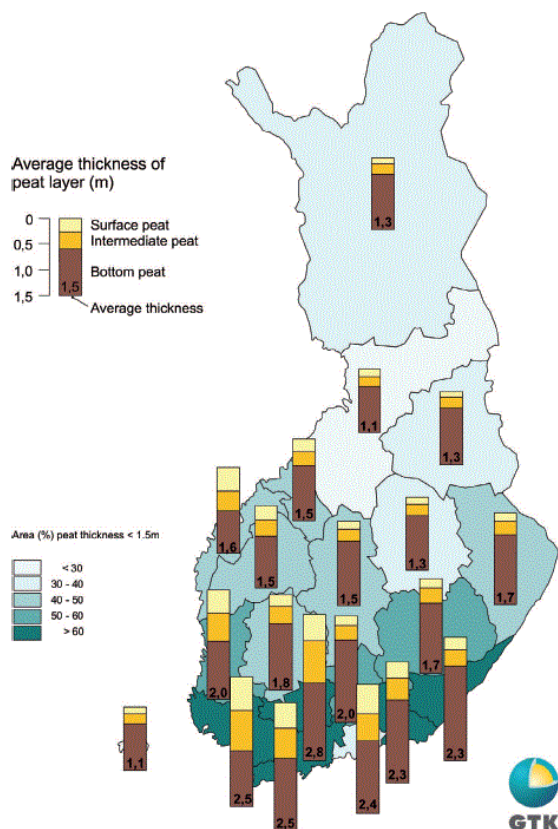 Average thickness of
peat layer (m)
0
0,5
1,0
1,5
Surface peat
Intermediate peat
Bottom peat
1,5
Average thickness
1,3
1,1
1,3
1,5
1,6
1,5
1,5
1,3
1,7
Area (%) peat thickness < 1.5m
< 30
30 - 40
40 - 50
50 - 60
> 60
2,0
1,8
2,8
2,0
1,7
1,1
2,5
2,5
2,4
2,3
2,3
GTK